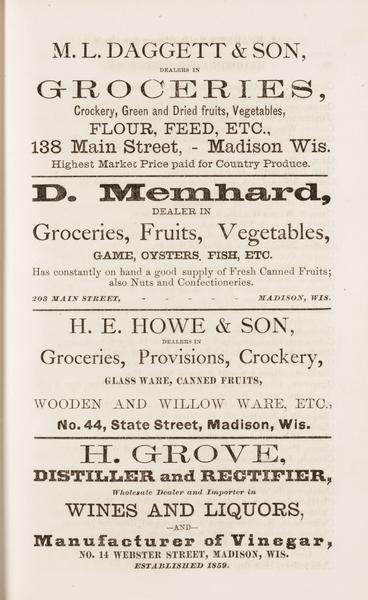 M. L. DAGGETT & SON,
DEALERS IN
GROCERIES,
Crockery, Green and Dried fruits, Vegetables,
FLOUR, FEED, ETC.,
138 Main Street, - Madison Wis.
Highest Market Price paid for Country Produce.
D. Memhard,
DEALER IN
Groceries, Fruits, Vegetables,
GAME, OYSTERS, FISH, ETC.
Has constantly on hand a good supply of Fresh Canned Fruits;
also Nuts and Confectioneries.
203 MAIN STREET, - - - - - MADISON, WIS.
H. E. HOWE & SON,
DEALERS IN
Groceries, Provisions, Crockery,
GLASS WARE, CANNED FRUITS,
WOODEN AND WILLOW WARE, ETC.,
No. 44, State Street, Madison, Wis.
H. GROVE,
DISTILLER and RECTIFIER,
Wholesale Dealer and Importer in
WINES AND LIQUORS,
—AND—
Manufacturer of Vinegar,
NO. 14 WEBSTER STREET, MADISON, WIS.
ESTABLISHED 1859.